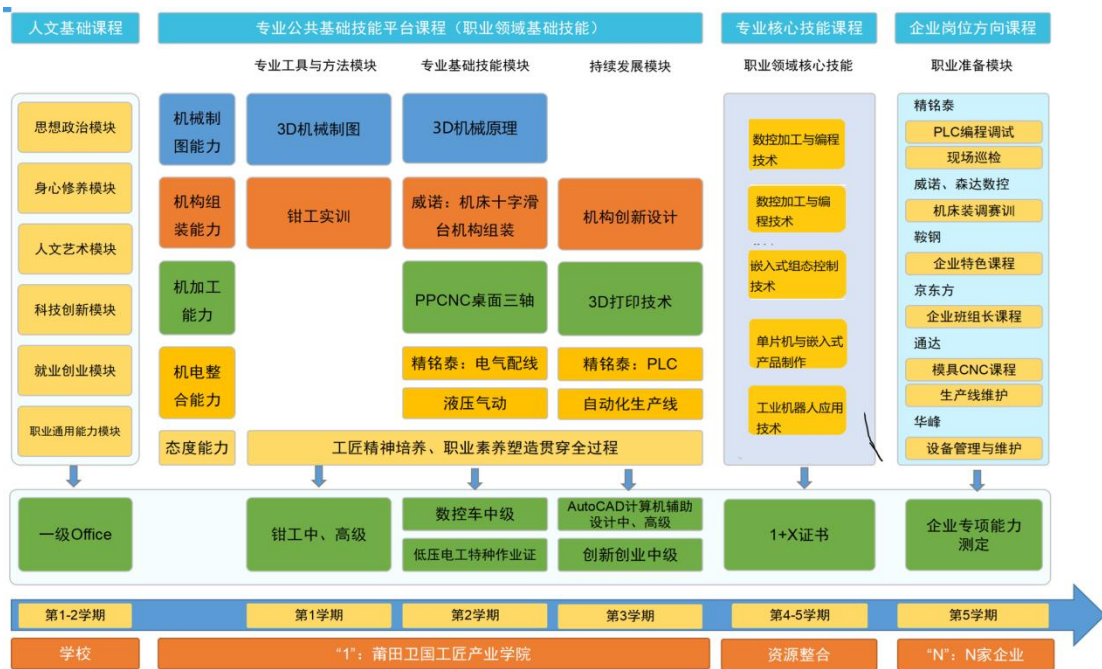 人文基础课程
专业公共基础技能平台课程（职业领域基础技能）
专业核心技能课程
企业岗位方向课程
专业工具与方法模块
专业基础技能模块
持续发展模块
职业领域核心技能
职业准备模块
思想政治模块
身心修养模块
人文艺术模块
科技创新模块
就业创业模块
职业通用能力模块
机械制
图能力
3D机械制图
3D机械原理
机构组
装能力
钳工实训
威诺：机床十字滑
台机构组装
机构创新设计
机加工
能力
PPCNC桌面三轴
3D打印技术
机电整
合能力
精铭泰：电气配线
精铭泰：PLC
液压气动
自动化生产线
态度能力
工匠精神培养、职业素养塑造贯穿全过程
数控加工与编程
技术
数控加工与编
程技术
嵌入式组态控制
技术
单片机与嵌入式
产品制作
工业机器人应用
技术
精铭泰
PLC编程调试
现场巡检
威诺、森达数控
机床装调赛训
鞍钢
企业特色课程
京东方
企业班组长课程
通达
模具CNC课程
生产线维护
华峰
设备管理与维护
一级Office
钳工中、高级
数控车中级
低压电工特种作业证
AutoCAD计算机辅助
设计中、高级
创新创业中级
1+X证书
企业专项能力
测定
第1-2学期
第1学期
第2学期
第3学期
第4-5学期
第5学期
学校
“1”：莆田卫国工匠产业学院
资源整合
“N”：N家企业